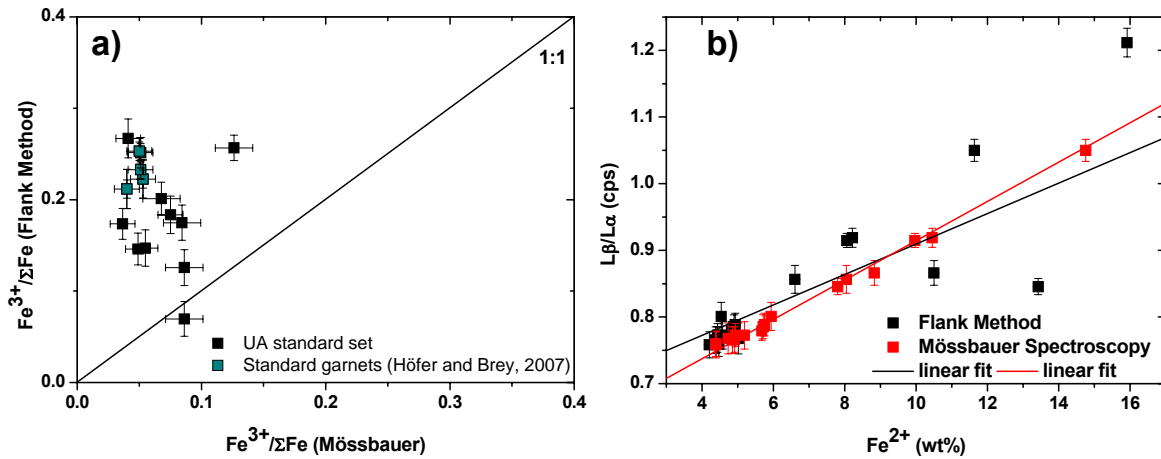 a)
1:1
0.4
0.2
0.0
0.0
0.1
0.2
0.3
0.4
Fe³⁺/ΣFe (Flank Method)
Fe³⁺/ΣFe (Mössbauer)
UA standard set
Standard garnets (Höfer and Brey, 2007)
b)
1.2
1.1
1.0
0.9
0.8
0.7
4
6
8
10
12
14
16
Lβ/Lα (cps)
Fe²⁺ (wt%)
Flank Method
Mössbauer Spectroscopy
linear fit
linear fit